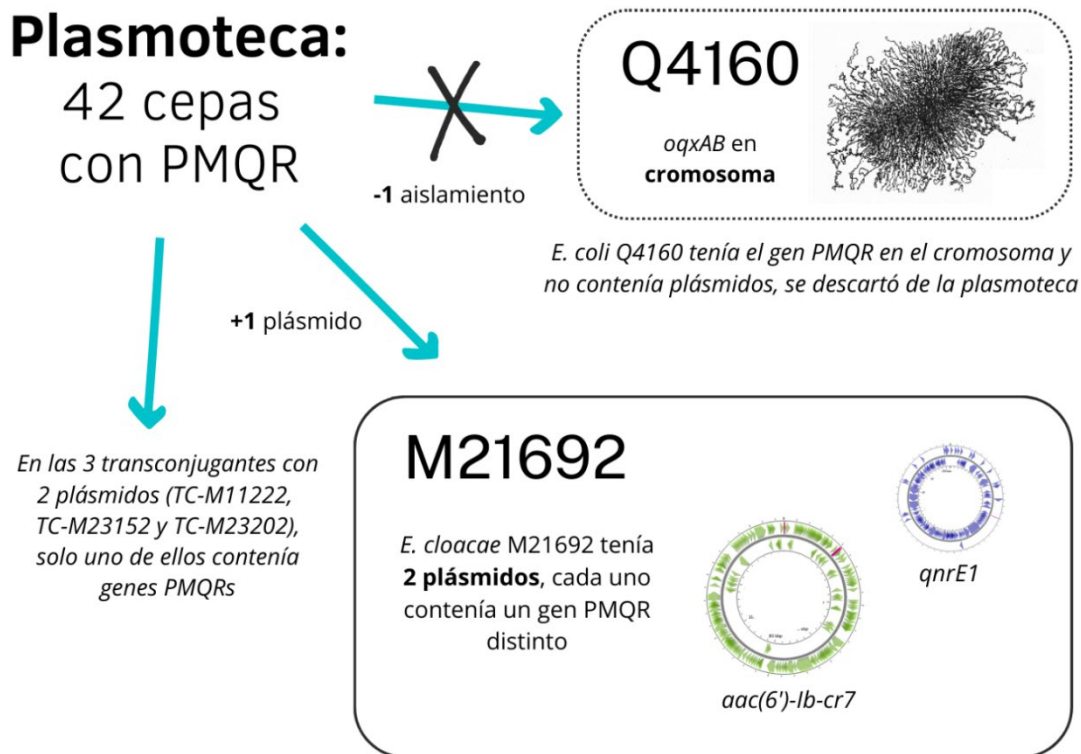 Plasmoteca:
42 cepas
con PMQR
-1 aislamiento
Q4160
oqxAB en
cromosoma
E. coli Q4160 tenía el gen PMQR en el cromosoma y
no contenía plásmidos, se descartó de la plasmoteca
+1 plásmido
En las 3 transconjugantes con
2 plásmidos (TC-M11222,
TC-M23152 y TC-M23202),
solo uno de ellos contenía
genes PMQRs
M21692
E. cloacae M21692 tenía
2 plásmidos, cada uno
contenía un gen PMQR
distinto
aac(6')-Ib-cr7
qnrE1